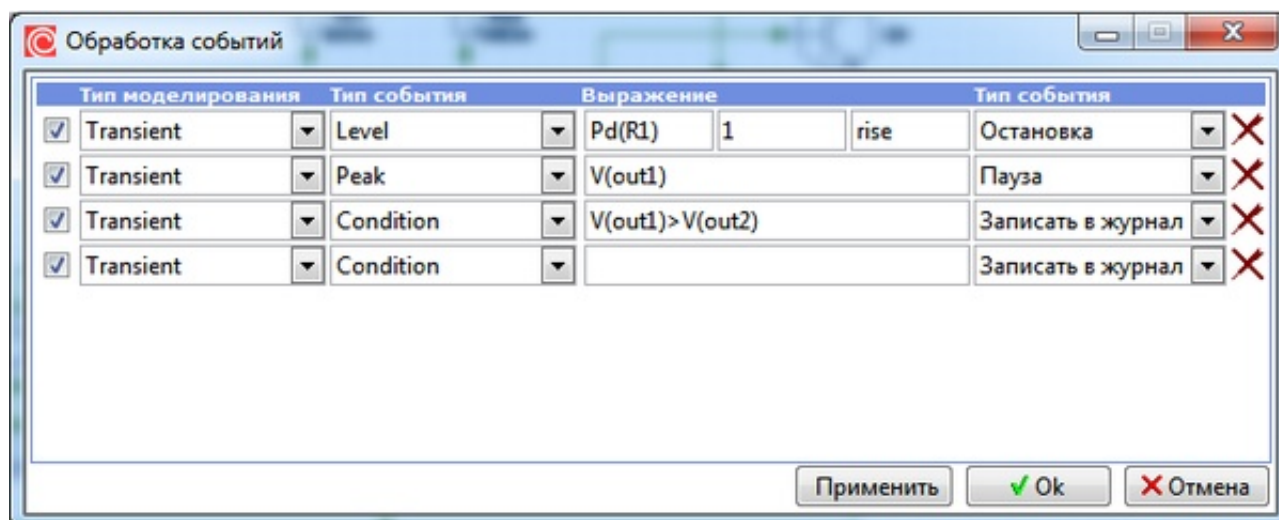 Обработка событий
Тип моделирования Тип события Выражение Тип события
Transient Level Pd(R1) 1 rise Остановка
Transient Peak V(out1) Пауза
Transient Condition V(out1)>V(out2) Записать в журнал
Transient Condition Записать в журнал
Применить Ok Отмена